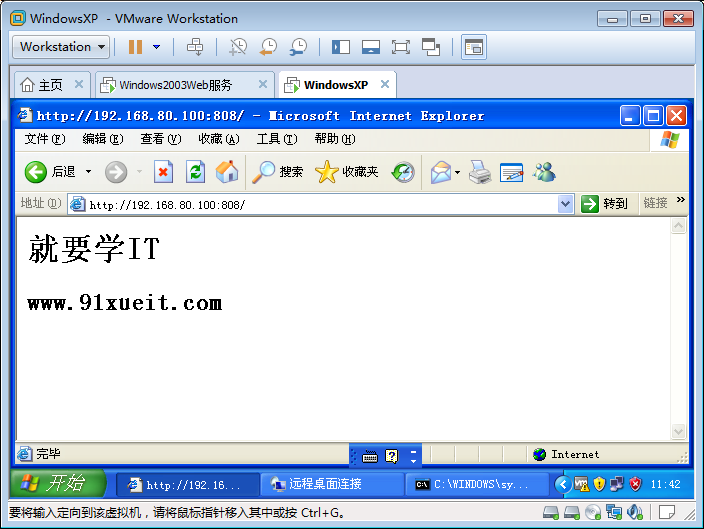 WindowsXP - VMware Workstation
Workstation
主页 Windows2003Web服务 WindowsXP
http://192.168.80.100:808/ - Microsoft Internet Explorer
文件(F) 编辑(E) 查看(V) 收藏(A) 工具(T) 帮助(H)
后退 搜索 收藏夹
地址(D) http://192.168.80.100:808/ 转到 链接 »
就要学IT
www.91xueit.com
完毕 Internet
开始 http://192.16... 远程桌面连接 C:\WINDOWS\sy... 11:42
要将输入定向到该虚拟机，请将鼠标指针移入其中或按 Ctrl+G。